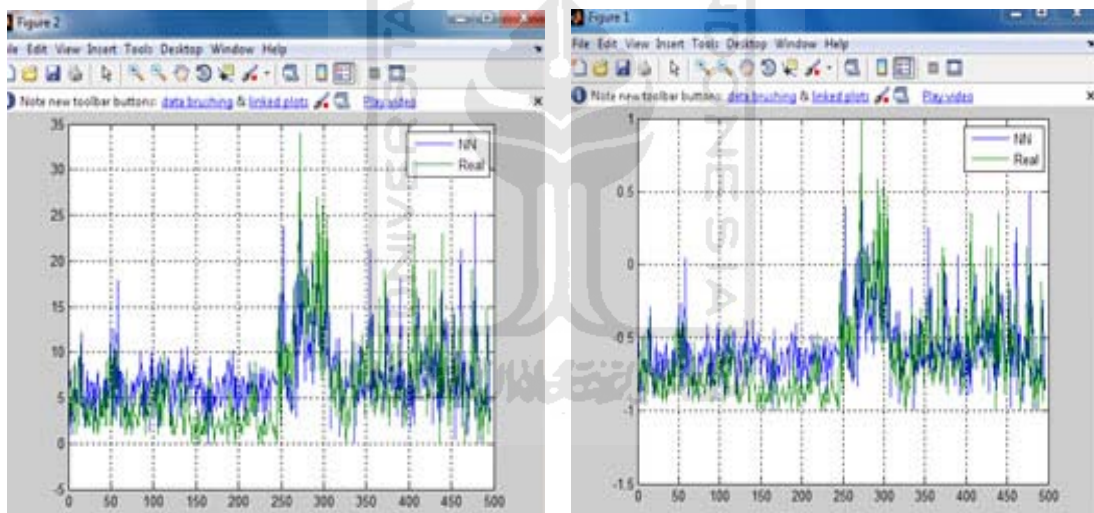 Figure 2
File Edit View Insert Tools Desktop Window Help
Note new toolbar buttons: data brushing & linked plots Play video
35
30
25
20
15
10
5
0
-5
0 50 100 150 200 250 300 350 400 450 500
NN
Real
Figure 1
File Edit View Insert Tools Desktop Window Help
Note new toolbar buttons: data brushing & linked plots Play video
1
0.5
0
-0.5
-1
-1.5
0 50 100 150 200 250 300 350 400 450 500
NN
Real